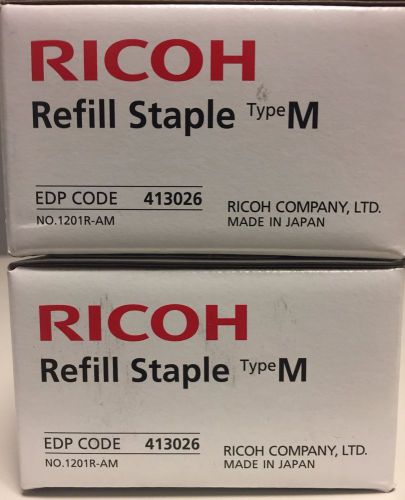 RICOH
Refill Staple Type M
EDP CODE 413026
NO.1201R-AM
RICOH COMPANY, LTD.
MADE IN JAPAN
RICOH
Refill Staple Type M
EDP CODE 413026
NO.1201R-AM
RICOH COMPANY, LTD.
MADE IN JAPAN